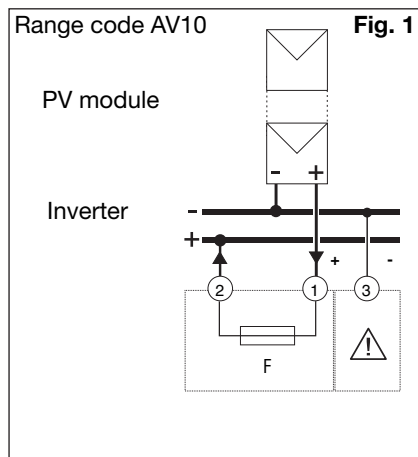 Range code AV10 Fig. 1
PV module
- +
Inverter
-
+
+ -
2 1 3
F
!